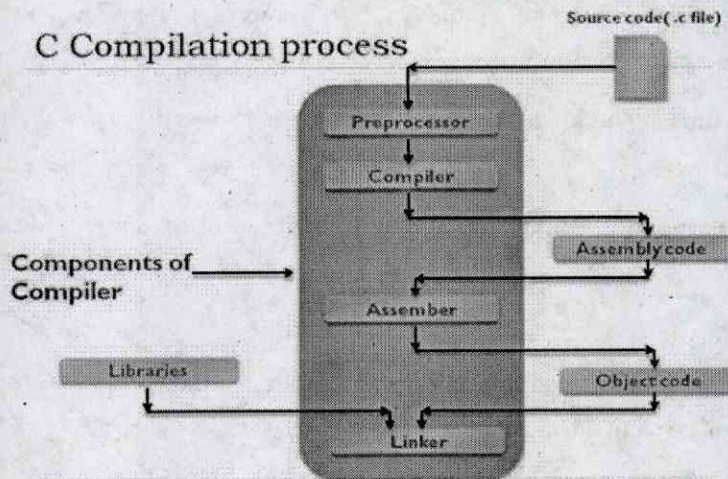 Source code( .c file)
C Compilation process
Preprocessor
Compiler
Assembly code
Components of
Compiler
Assember
Libraries
Object code
Linker